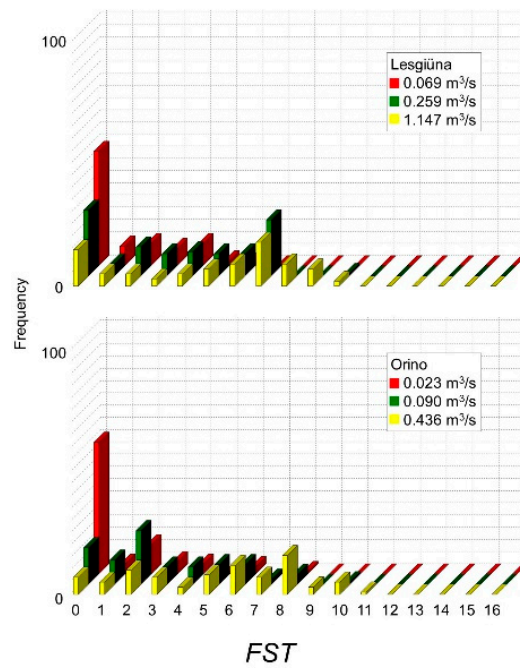 100
Lesgiüna
0.069 m³/s
0.259 m³/s
1.147 m³/s
0
Frequency
100
Orino
0.023 m³/s
0.090 m³/s
0.436 m³/s
0
0 1 2 3 4 5 6 7 8 9 10 11 12 13 14 15 16
FST